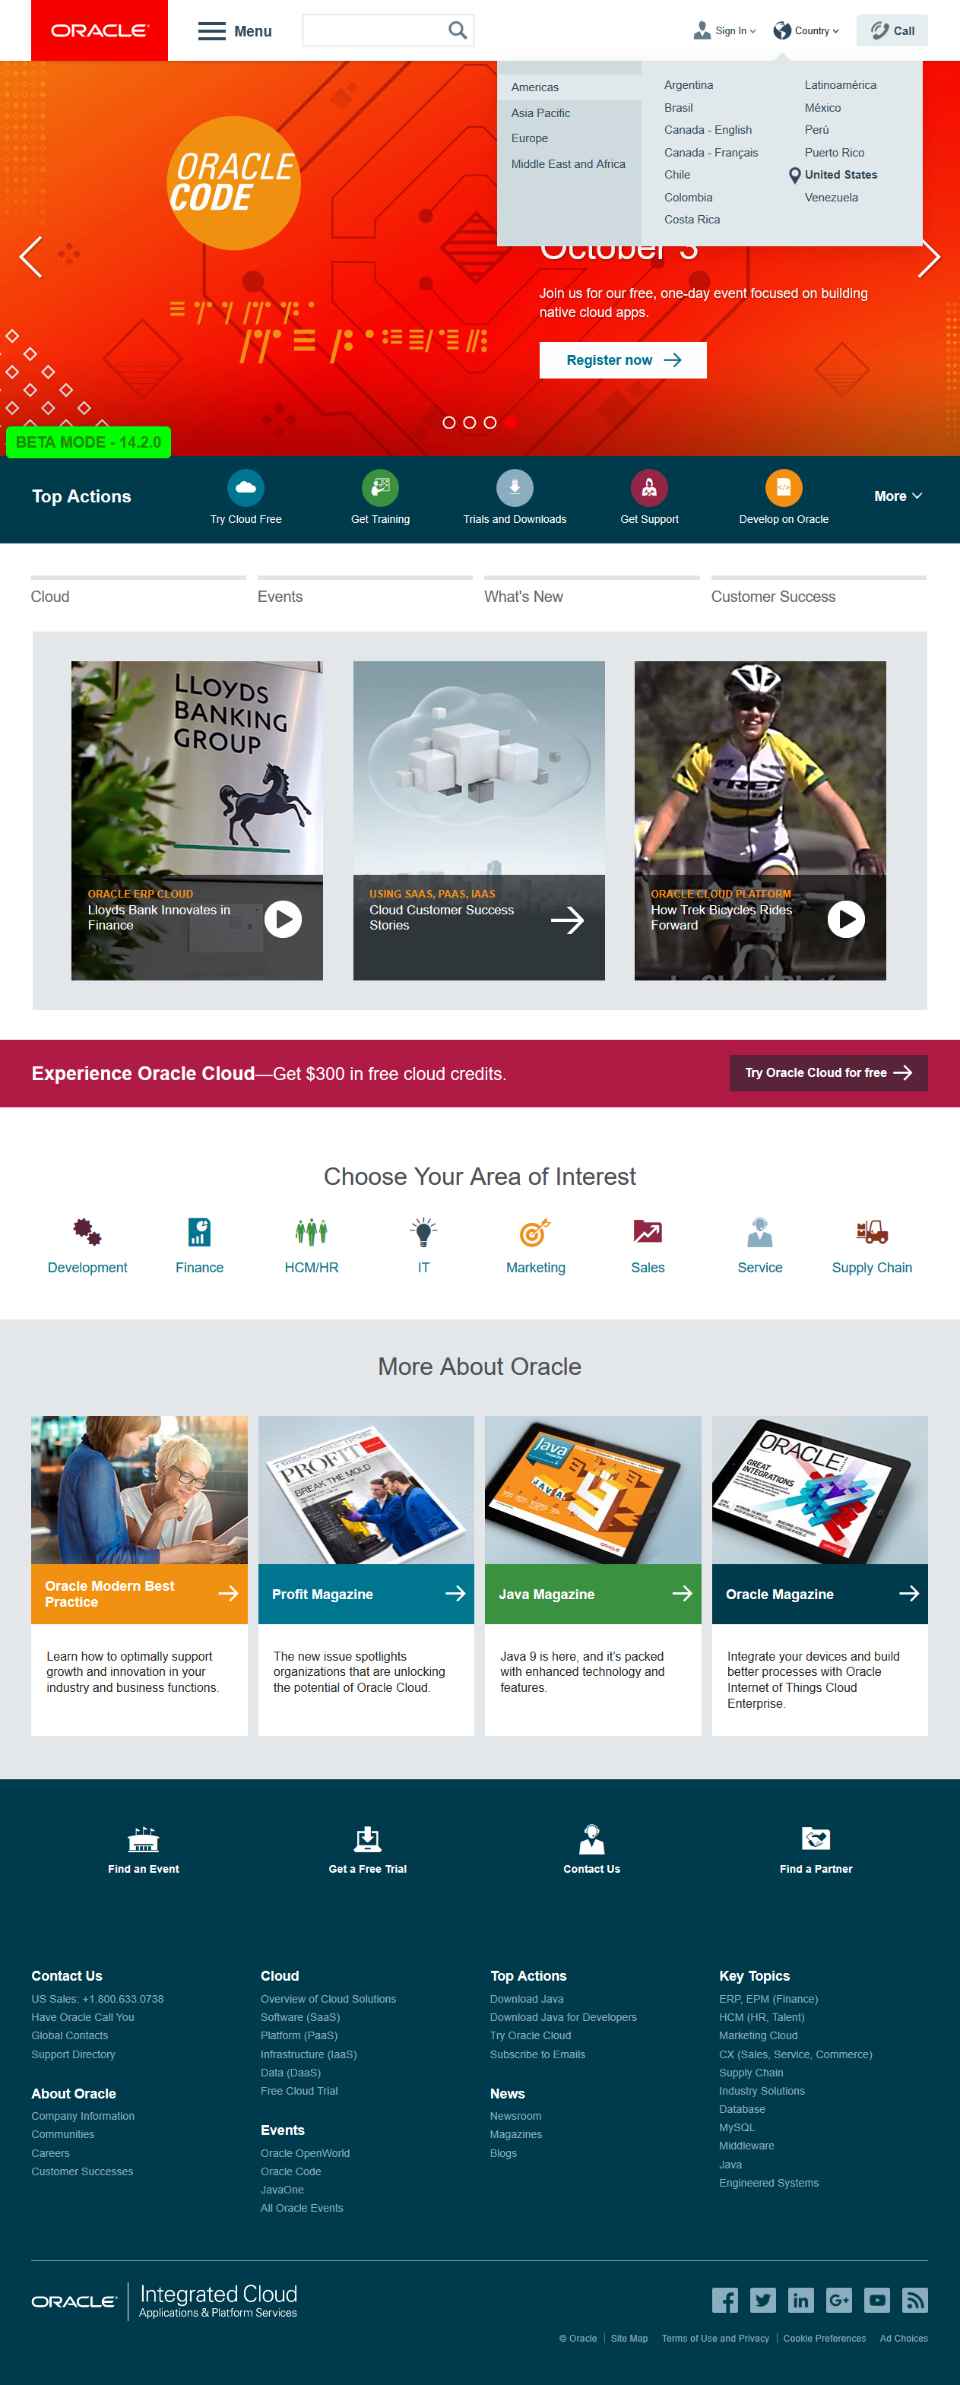 ORACLE
Menu
Sign In
Country
Call
Americas
Asia Pacific
Europe
Middle East and Africa
Argentina
Brasil
Canada - English
Canada - Français
Chile
Colombia
Costa Rica
Latinoamérica
México
Perú
Puerto Rico
United States
Venezuela
ORACLE
CODE
October 3
Join us for our free, one-day event focused on building
native cloud apps.
Register now
BETA MODE - 14.2.0
Top Actions
Try Cloud Free
Get Training
Trials and Downloads
Get Support
Develop on Oracle
More
Cloud
Events
What's New
Customer Success
LLOYDS
BANKING
GROUP
ORACLE ERP CLOUD
Lloyds Bank Innovates in
Finance
USING SAAS, PAAS, IAAS
Cloud Customer Success
Stories
TREK
ORACLE CLOUD PLATFORM
How Trek Bicycles Rides
Forward
Experience Oracle Cloud—Get $300 in free cloud credits.
Try Oracle Cloud for free
Choose Your Area of Interest
Development
Finance
HCM/HR
IT
Marketing
Sales
Service
Supply Chain
More About Oracle
PROFIT
BREAK THE MOLD
Java
JAVA
ORACLE
GREAT
INTEGRATIONS
Oracle Modern Best
Practice
Profit Magazine
Java Magazine
Oracle Magazine
Learn how to optimally support
growth and innovation in your
industry and business functions.
The new issue spotlights
organizations that are unlocking
the potential of Oracle Cloud.
Java 9 is here, and it's packed
with enhanced technology and
features.
Integrate your devices and build
better processes with Oracle
Internet of Things Cloud
Enterprise.
Find an Event
Get a Free Trial
Contact Us
Find a Partner
Contact Us
US Sales: +1.800.633.0738
Have Oracle Call You
Global Contacts
Support Directory
About Oracle
Company Information
Communities
Careers
Customer Successes
Cloud
Overview of Cloud Solutions
Software (SaaS)
Platform (PaaS)
Infrastructure (IaaS)
Data (DaaS)
Free Cloud Trial
Events
Oracle OpenWorld
Oracle Code
JavaOne
All Oracle Events
Top Actions
Download Java
Download Java for Developers
Try Oracle Cloud
Subscribe to Emails
News
Newsroom
Magazines
Blogs
Key Topics
ERP, EPM (Finance)
HCM (HR, Talent)
Marketing Cloud
CX (Sales, Service, Commerce)
Supply Chain
Industry Solutions
Database
MySQL
Middleware
Java
Engineered Systems
ORACLE
Integrated Cloud
Applications & Platform Services
© Oracle
Site Map
Terms of Use and Privacy
Cookie Preferences
Ad Choices